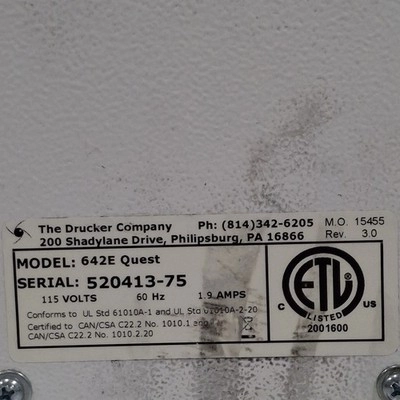 The Drucker Company Ph: (814)342-6205 M.O. 15455
200 Shadylane Drive, Philipsburg, PA 16866 Rev. 3.0
MODEL: 642E Quest
SERIAL: 520413-75
115 VOLTS 60 Hz 1.9 AMPS
Conforms to UL Std 61010A-1 and UL Std 61010A-2-20
Certified to CAN/CSA C22.2 No. 1010.1 and
CAN/CSA C22.2 No. 1010.2.20
C ETL US
LISTED
2001600